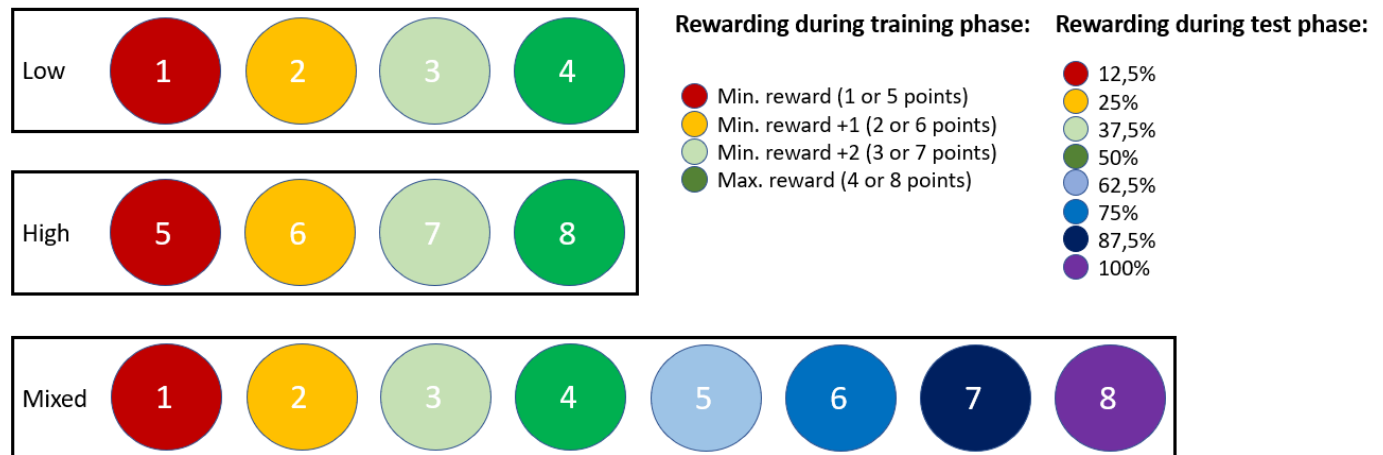 Low 1 2 3 4
High 5 6 7 8
Mixed 1 2 3 4 5 6 7 8
Rewarding during training phase:
Min. reward (1 or 5 points)
Min. reward +1 (2 or 6 points)
Min. reward +2 (3 or 7 points)
Max. reward (4 or 8 points)
Rewarding during test phase:
12,5%
25%
37,5%
50%
62,5%
75%
87,5%
100%